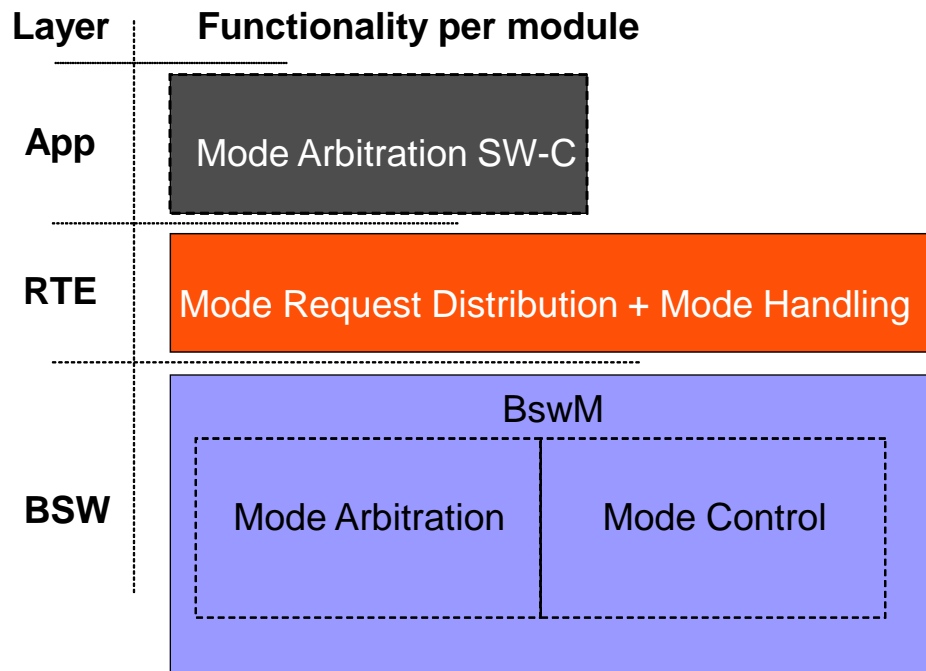 Layer Functionality per module
App
Mode Arbitration SW-C
RTE
Mode Request Distribution + Mode Handling
BswM
BSW
Mode Arbitration
Mode Control